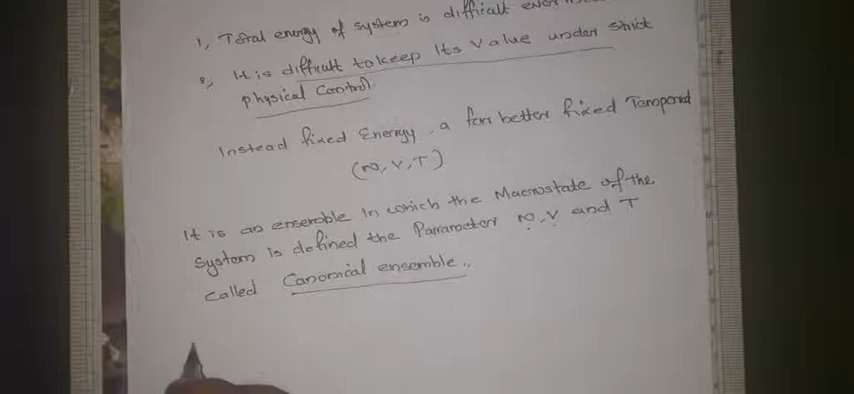 1, Total energy of system is difficult even
2, It is difficult to keep Its Value under strict
physical Control.
Instead fixed Energy, a far better fixed
(N, V, T)
It is an ensemble In which the Macrostate of the
system is defined the Parameter N, V and T
called Canonical ensemble.